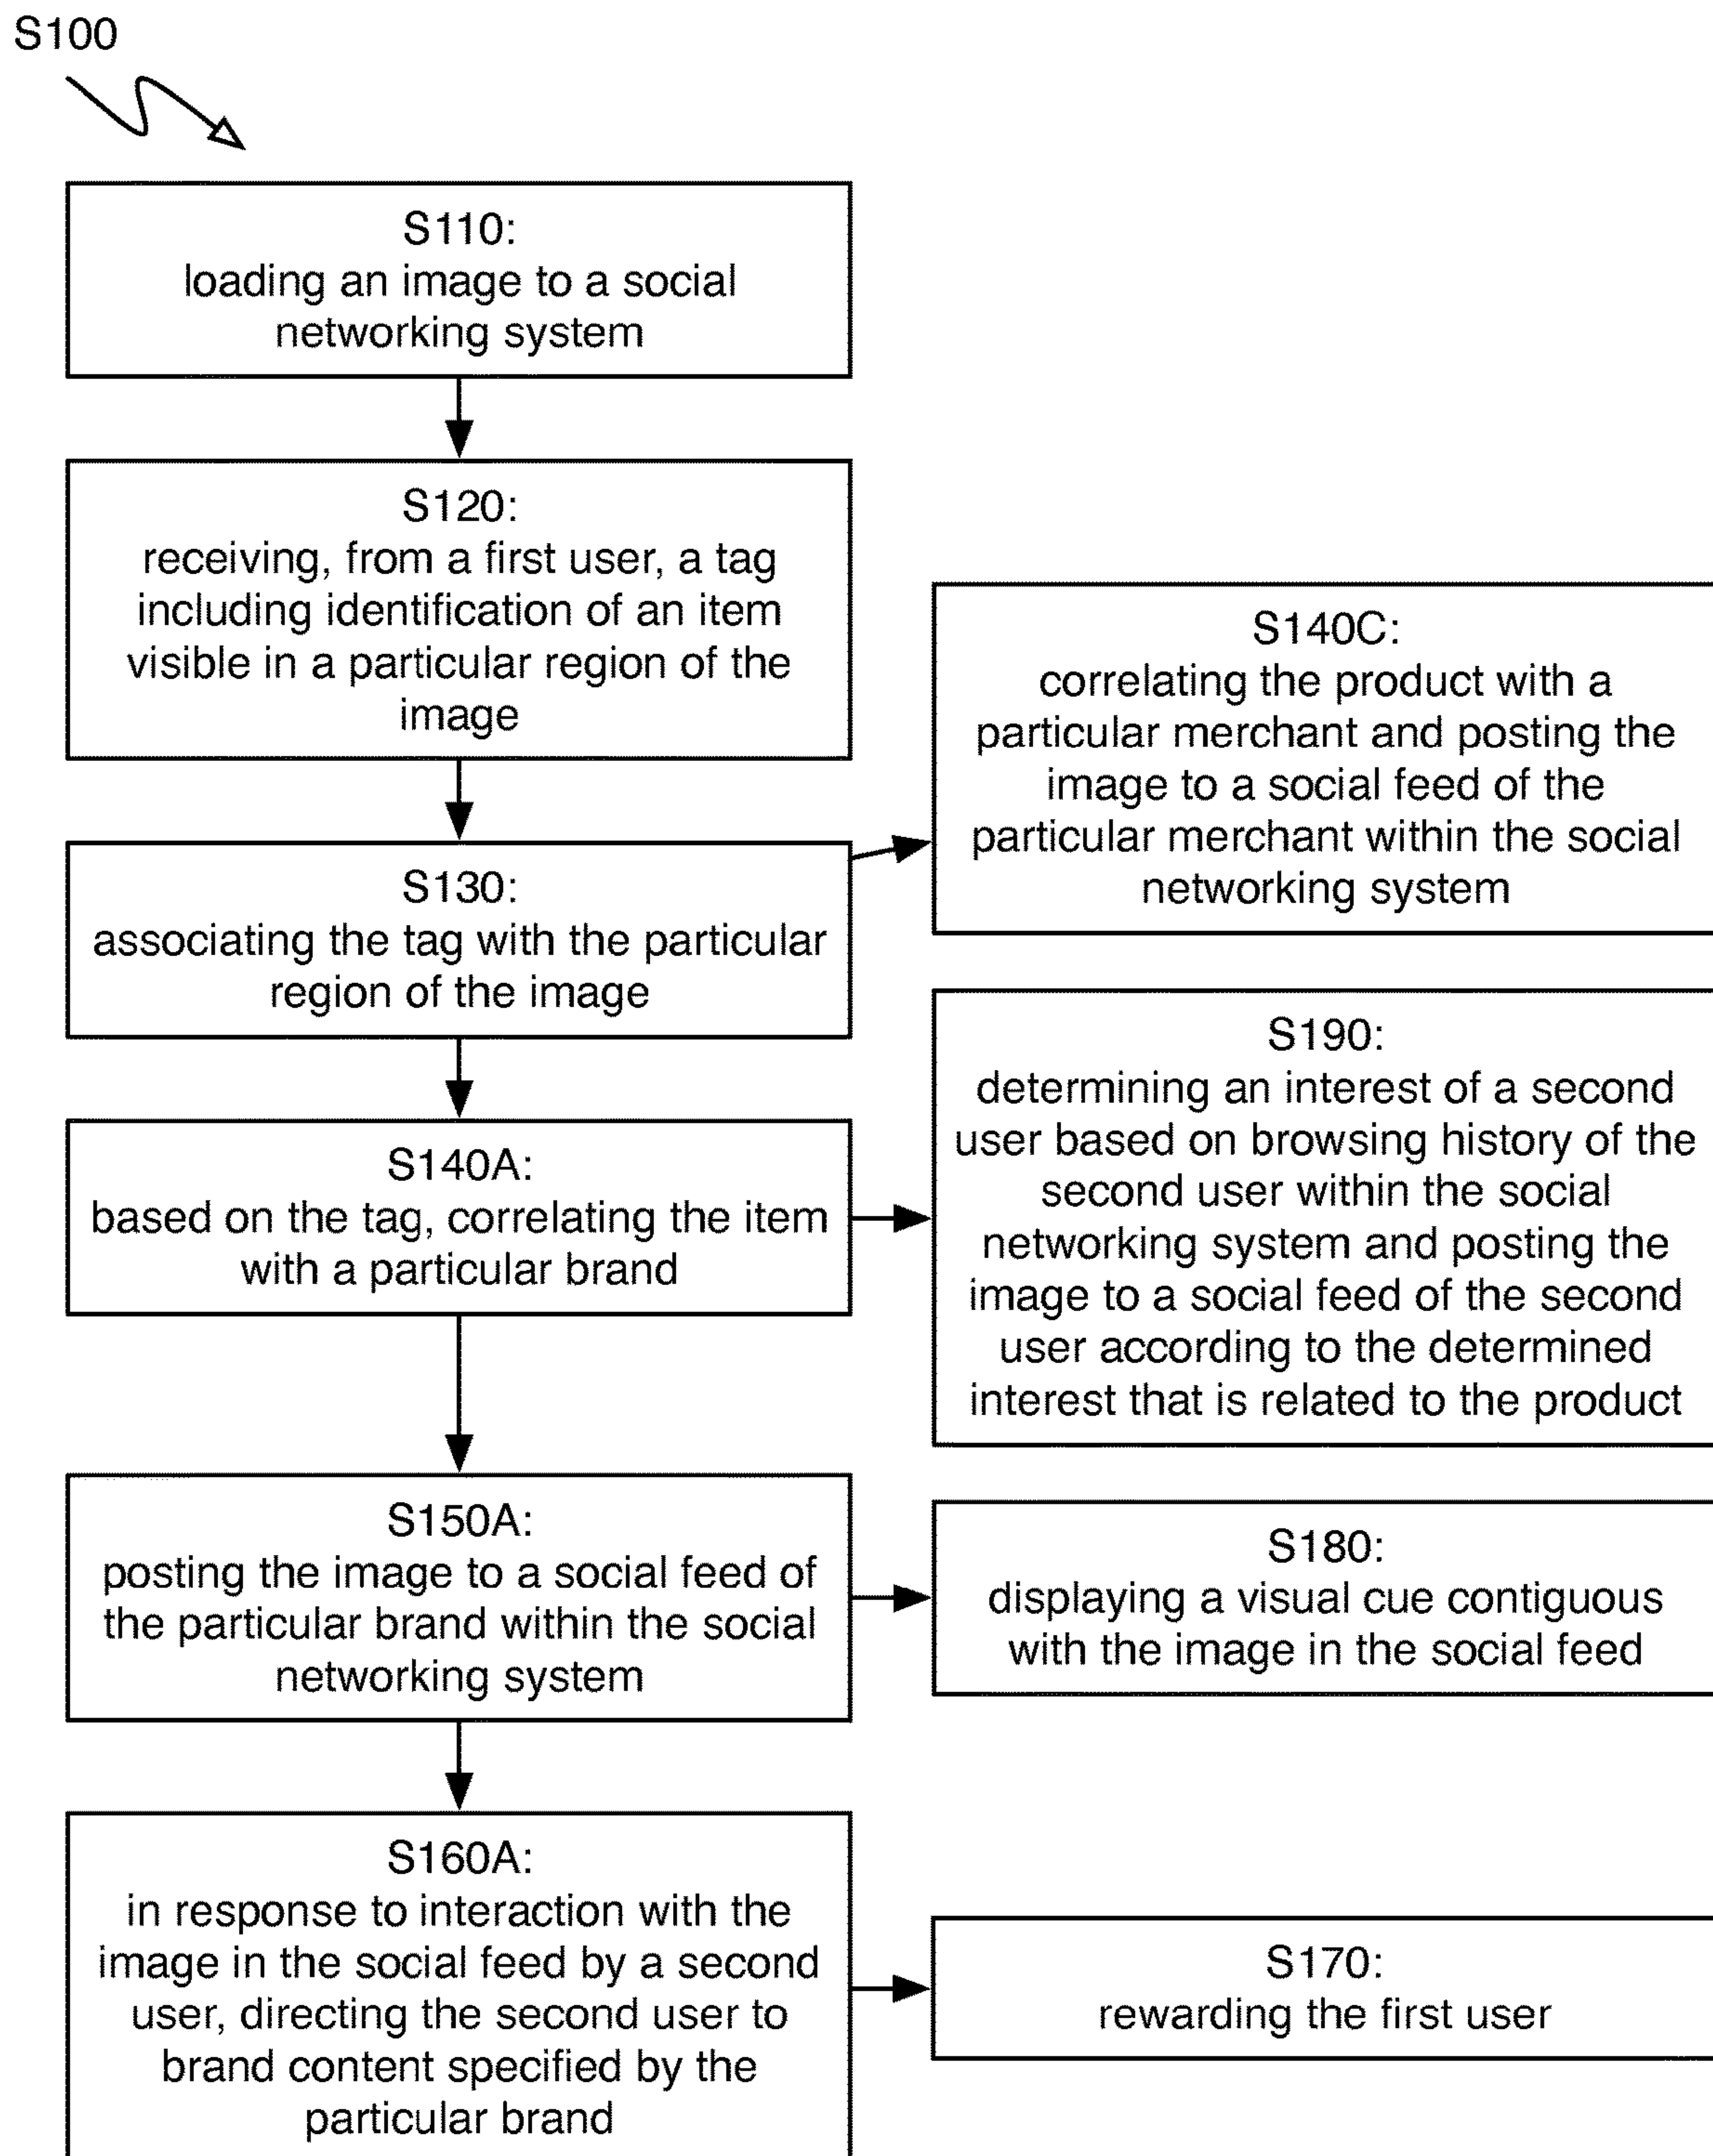 S100
S110:
loading an image to a social
networking system
S120:
receiving, from a first user, a tag
including identification of an item
visible in a particular region of the
image
S130:
associating the tag with the particular
region of the image
S140C:
correlating the product with a
particular merchant and posting the
image to a social feed of the
particular merchant within the social
networking system
S140A:
based on the tag, correlating the item
with a particular brand
S190:
determining an interest of a second
user based on browsing history of the
second user within the social
networking system and posting the
image to a social feed of the second
user according to the determined
interest that is related to the product
S150A:
posting the image to a social feed of
the particular brand within the social
networking system
S180:
displaying a visual cue contiguous
with the image in the social feed
S160A:
in response to interaction with the
image in the social feed by a second
user, directing the second user to
brand content specified by the
particular brand
S170:
rewarding the first user